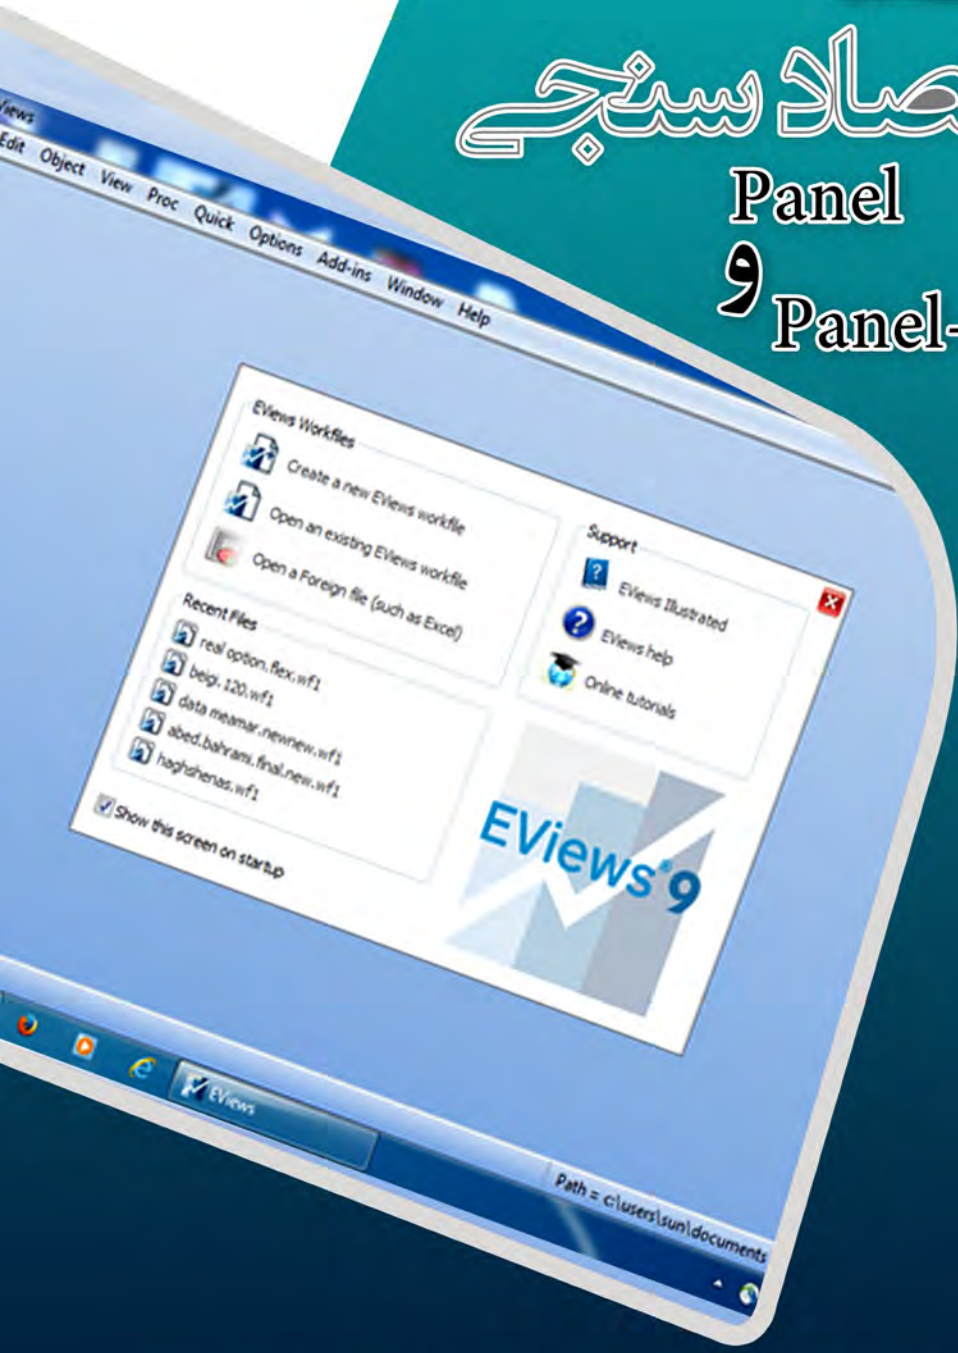 صاد سنجی
Panel
و
Panel-
Views
Edit Object View Proc Quick Options Add-ins Window Help
EViews Workfiles
Create a new EViews workfile
Open an existing EViews workfile
Open a Foreign file (such as Excel)
Recent Files
real option.flex.wf1
beigi.120.wf1
data meamar.newnew.wf1
abed.bahrami.final.new.wf1
haghshenas.wf1
Show this screen on startup
Support
EViews Illustrated
EViews help
Online tutorials
EViews®9
EViews
Path = c:\users\sun\documents